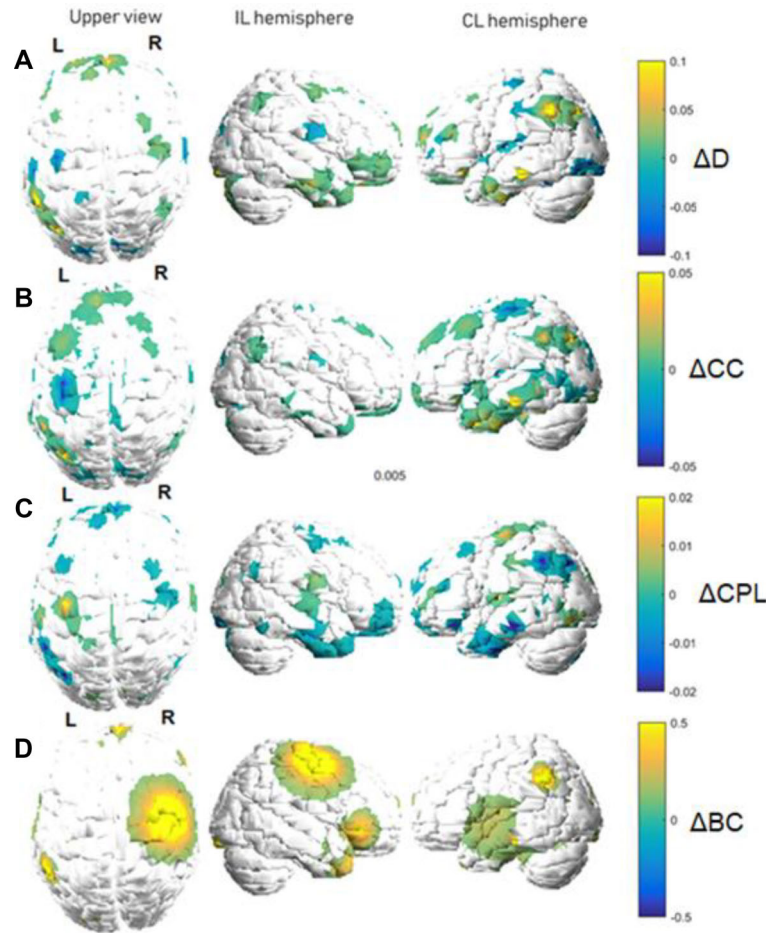 Upper view IL hemisphere CL hemisphere
L R
A
0.1
0.05
0
-0.05
-0.1
ΔD
L R
B
0.05
0
-0.05
ΔCC
0.005
L R
C
0.02
0.01
0
-0.01
-0.02
ΔCPL
L R
D
0.5
0
-0.5
ΔBC